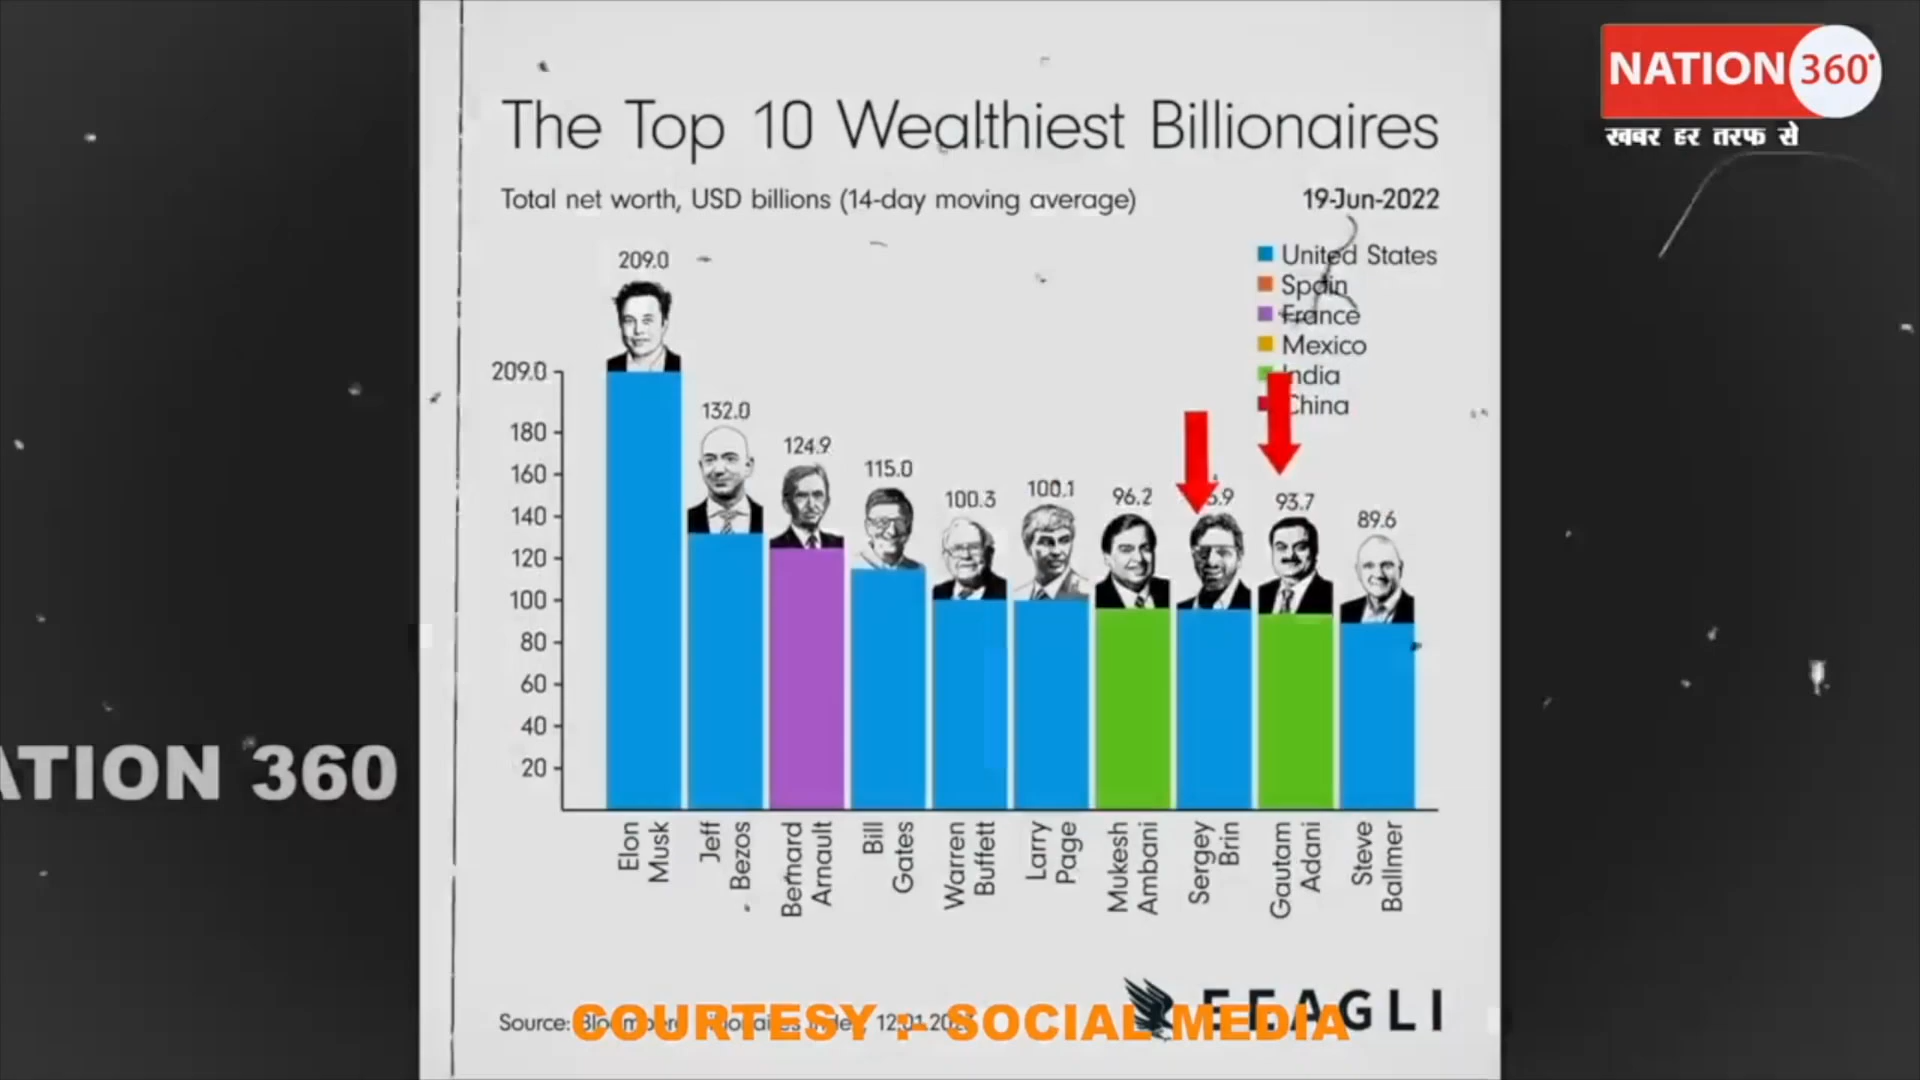 NATION 360°
खबर हर तरफ से
The Top 10 Wealthiest Billionaires
Total net worth, USD billions (14-day moving average)
19-Jun-2022
United States
Spain
France
Mexico
India
China
209.0
132.0
124.9
115.0
100.3
100.1
96.2
93.7
89.6
209.0
180
160
140
120
100
80
60
40
20
Elon Musk
Jeff Bezos
Bernard Arnault
Bill Gates
Warren Buffett
Larry Page
Mukesh Ambani
Sergey Brin
Gautam Adani
Steve Ballmer
ATION 360
Source:
COURTESY :- SOCIAL MEDIA